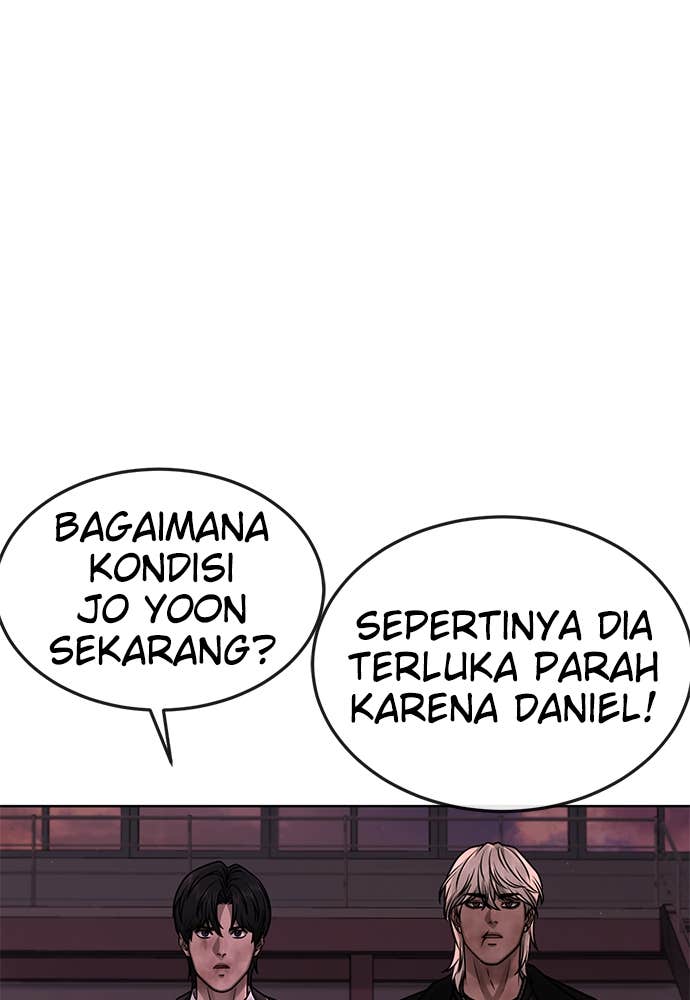 BAGAIMANA
KONDISI
JO YOON
SEKARANG?
SEPERTINYA DIA
TERLUKA PARAH
KARENA DANIEL!